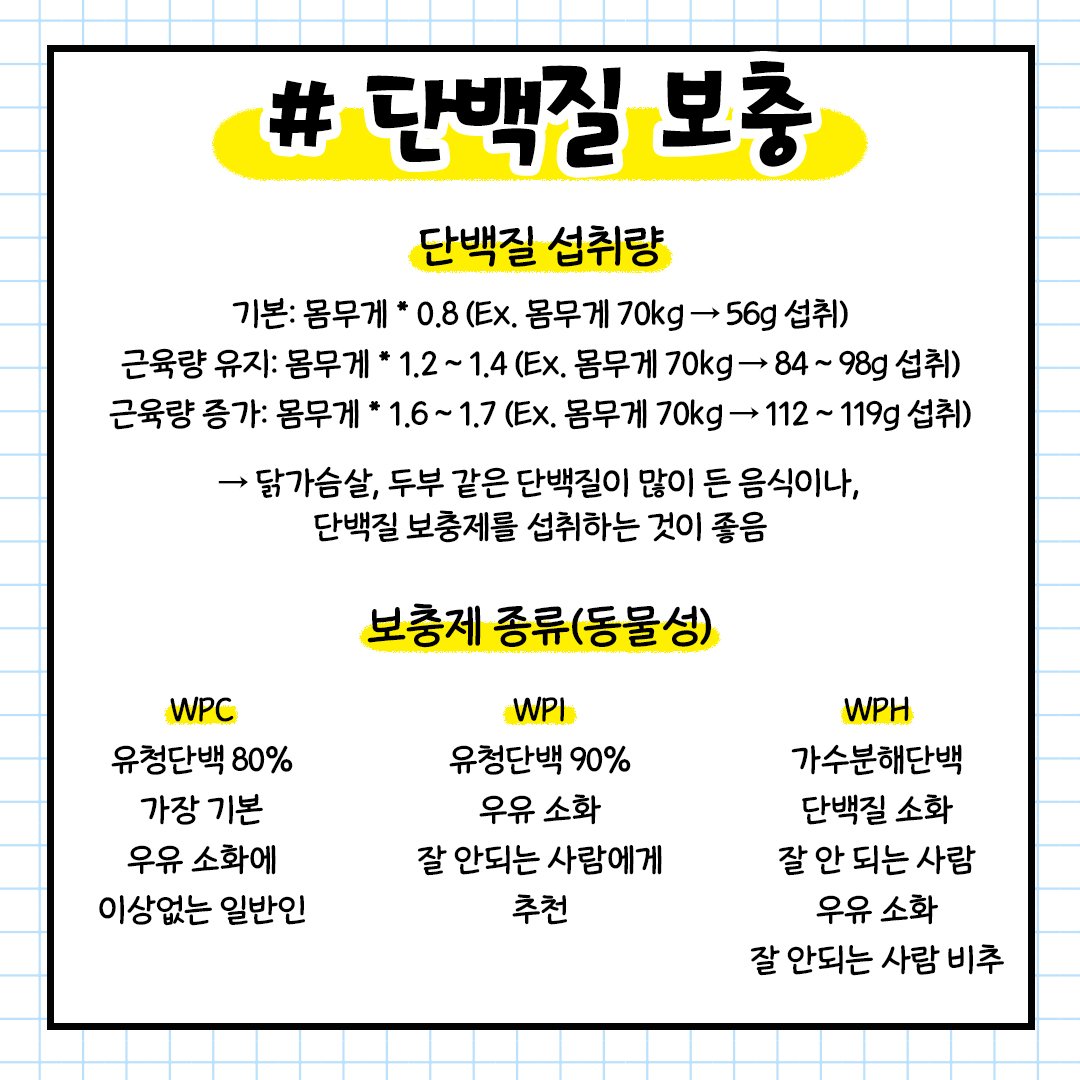 # 단백질 보충
단백질 섭취량
기본: 몸무게 * 0.8 (Ex. 몸무게 70kg → 56g 섭취)
근육량 유지: 몸무게 * 1.2 ~ 1.4 (Ex. 몸무게 70kg → 84 ~ 98g 섭취)
근육량 증가: 몸무게 * 1.6 ~ 1.7 (Ex. 몸무게 70kg → 112 ~ 119g 섭취)
→ 닭가슴살, 두부 같은 단백질이 많이 든 음식이나,
단백질 보충제를 섭취하는 것이 좋음
보충제 종류(동물성)
WPC
유청단백 80%
가장 기본
우유 소화에
이상없는 일반인
WPI
유청단백 90%
우유 소화
잘 안되는 사람에게
추천
WPH
가수분해단백
단백질 소화
잘 안 되는 사람
우유 소화
잘 안되는 사람 비추